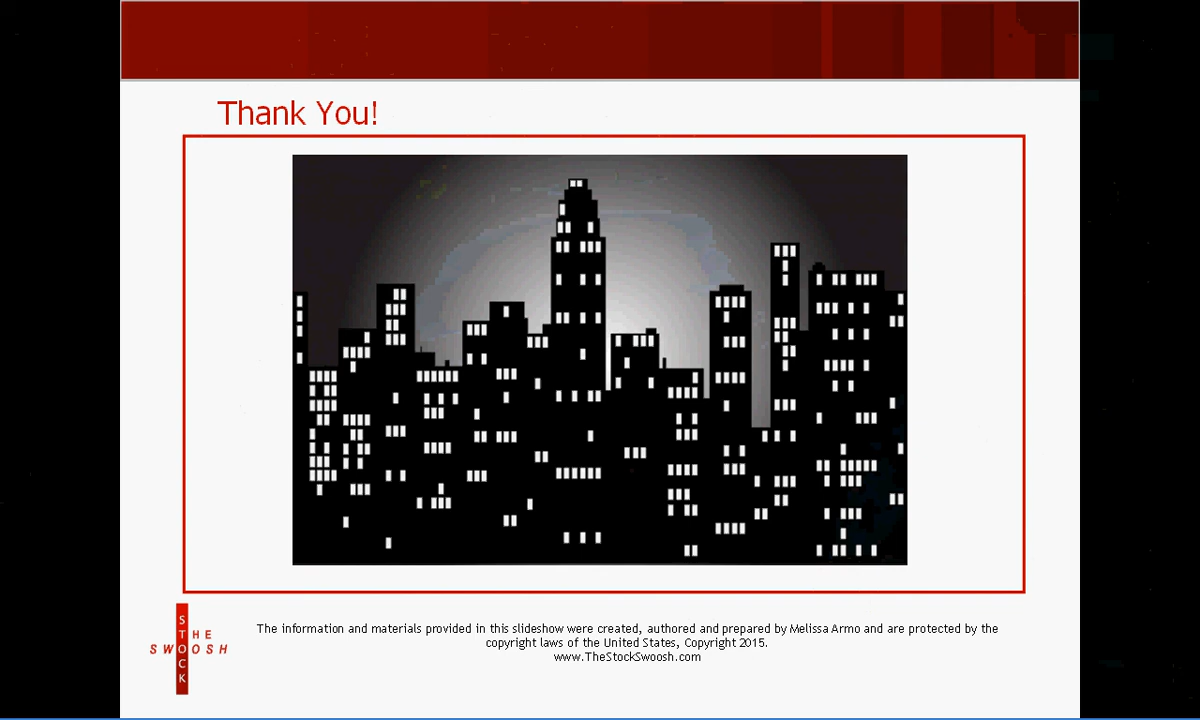 Thank You!
THE
STOCK
SWOOSH
The information and materials provided in this slideshow were created, authored and prepared by Melissa Armo and are protected by the
copyright laws of the United States, Copyright 2015.
www.TheStockSwoosh.com